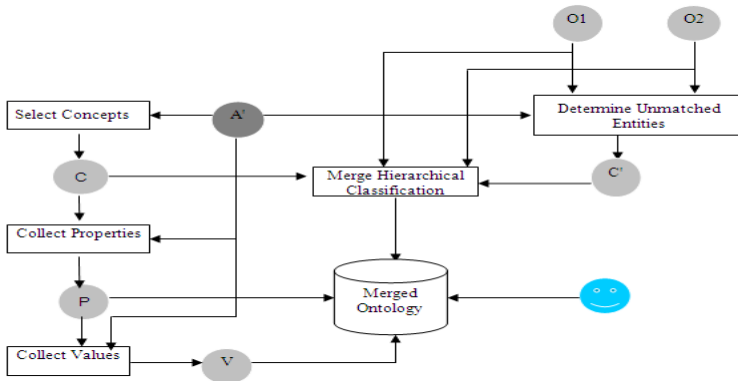 O1
O2
Select Concepts
A'
Determine Unmatched
Entities
C
Merge Hierarchical
Classification
C'
Collect Properties
P
Merged
Ontology
Collect Values
V